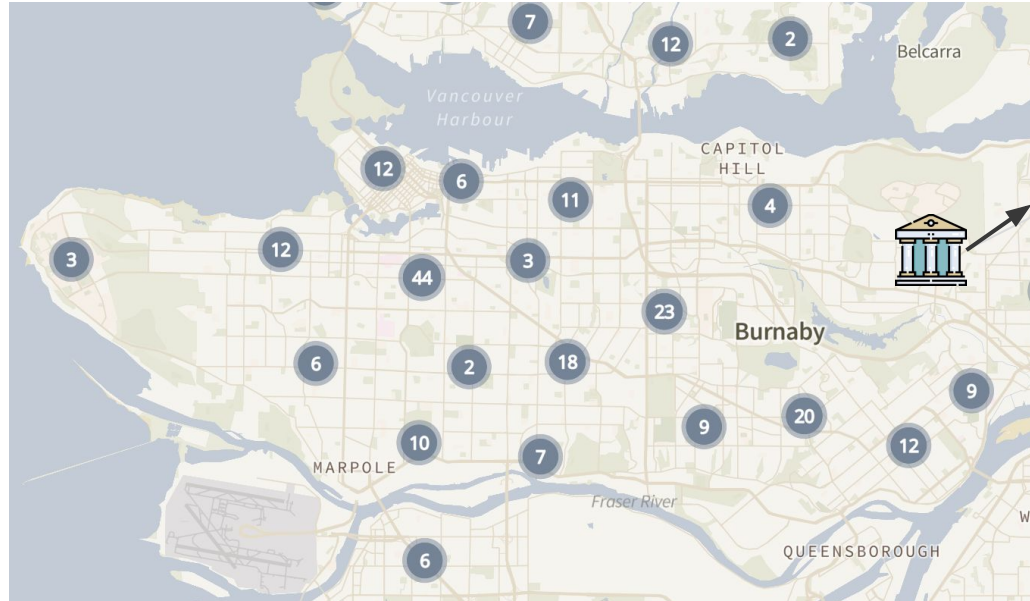 7
12
2
Belcarra
Vancouver
Harbour
CAPITOL
HILL
12
6
11
4
3
12
44
3
23
Burnaby
6
2
18
9
9
20
12
10
7
MARPOLE
Fraser River
W
QUEENSBOROUGH
6